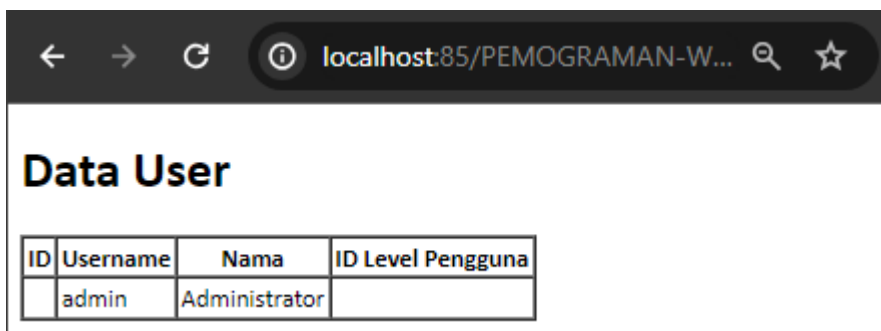 localhost:85/PEMOGRAMAN-W...
Data User
ID Username Nama ID Level Pengguna
admin Administrator